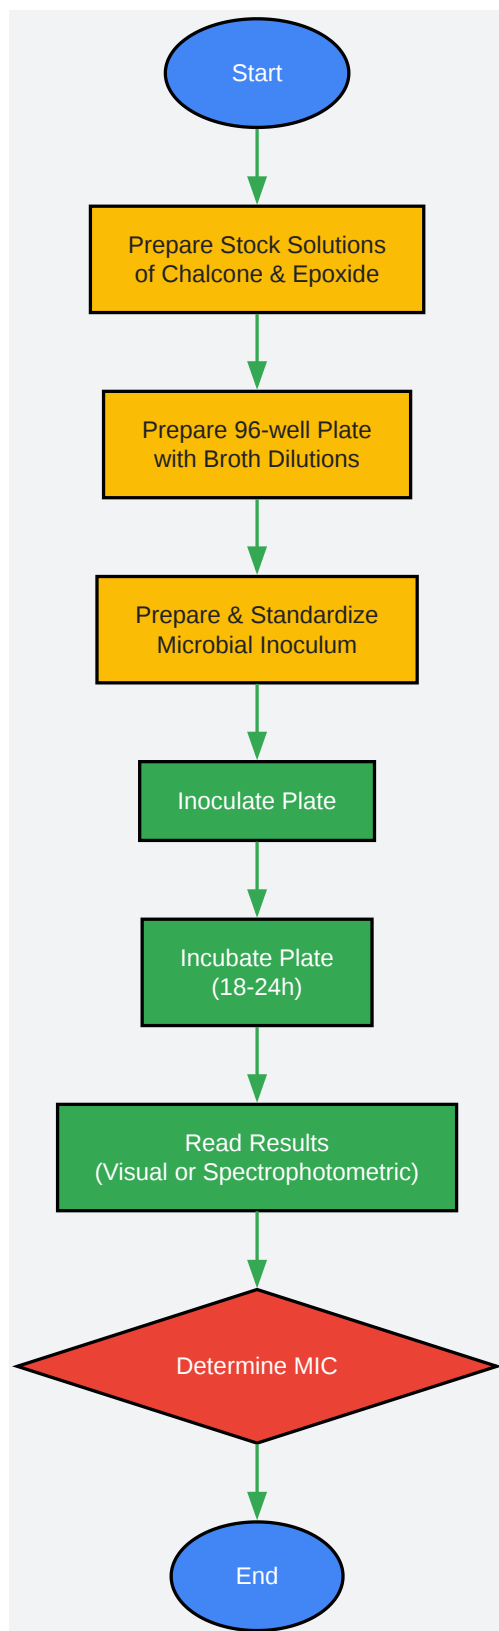 Start
Prepare Stock Solutions
of Chalcone & Epoxide
Prepare 96-well Plate
with Broth Dilutions
Prepare & Standardize
Microbial Inoculum
Inoculate Plate
Incubate Plate
(18-24h)
Read Results
(Visual or Spectrophotometric)
Determine MIC
End